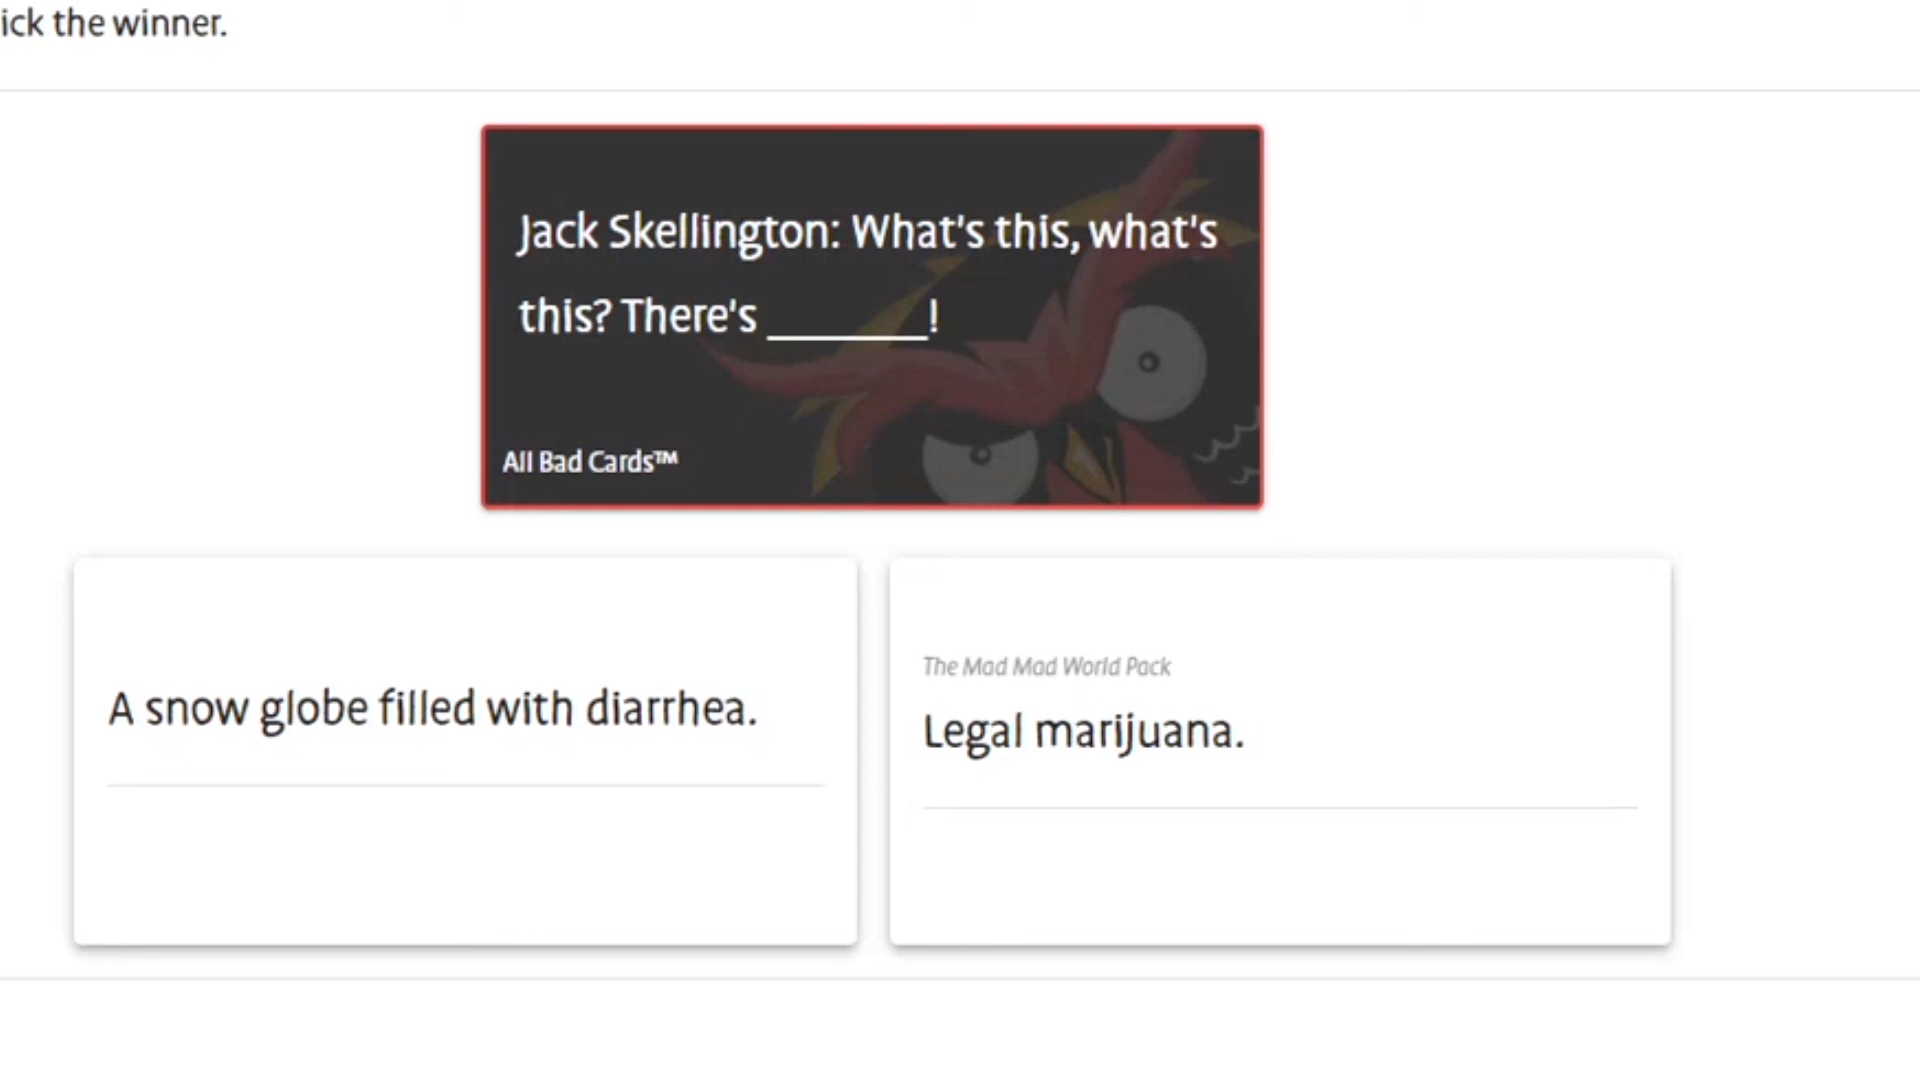 ick the winner.
Jack Skellington: What's this, what's
this? There's ________!
All Bad Cards™
A snow globe filled with diarrhea.
The Mad Mad World Pack
Legal marijuana.